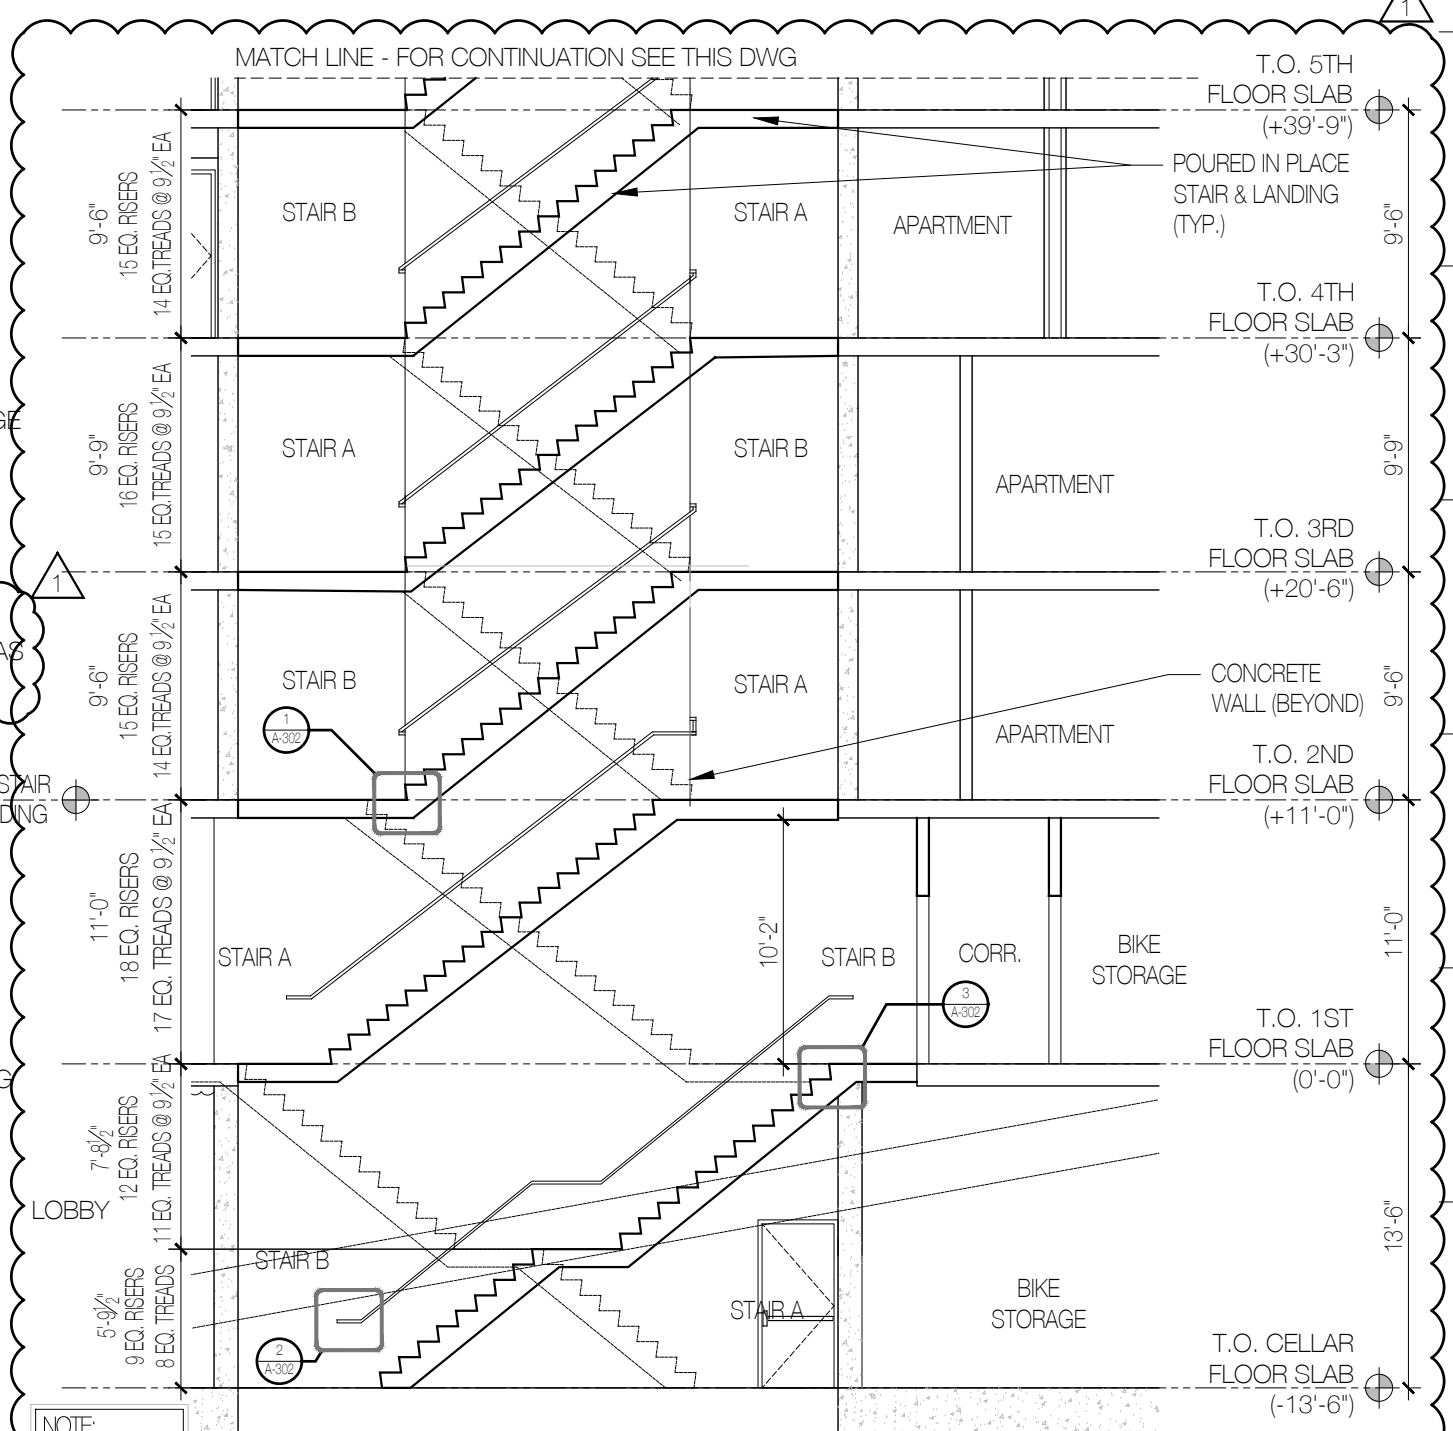 1
MATCH LINE - FOR CONTINUATION SEE THIS DWG
T.O. 5TH
FLOOR SLAB
(+39'-9")
9'-6"
15 EQ. RISERS
14 EQ.TREADS @ 9½" EA
STAIR B
STAIR A
APARTMENT
POURED IN PLACE
STAIR & LANDING
(TYP.)
9'-6"
T.O. 4TH
FLOOR SLAB
(+30'-3")
9'-9"
16 EQ. RISERS
15 EQ.TREADS @ 9½" EA
STAIR A
STAIR B
APARTMENT
9'-9"
T.O. 3RD
FLOOR SLAB
(+20'-6")
1
9'-6"
15 EQ. RISERS
14 EQ.TREADS @ 9½" EA
STAIR B
STAIR A
APARTMENT
CONCRETE
WALL (BEYOND)
9'-6"
1
A-302
T.O. 2ND
FLOOR SLAB
(+11'-0")
STAIR
11'-0"
18 EQ. RISERS
17 EQ. TREADS @ 9½" EA
STAIR A
10'-2"
STAIR B
CORR.
BIKE
STORAGE
11'-0"
3
A-302
T.O. 1ST
FLOOR SLAB
(0'-0")
7'-8½"
12 EQ. RISERS
11 EQ. TREADS @ 9½" EA
LOBBY
13'-6"
STAIR B
5'-9½"
9 EQ. RISERS
8 EQ. TREADS
STAIR A
BIKE
STORAGE
2
A-302
T.O. CELLAR
FLOOR SLAB
(-13'-6")
NOTE: